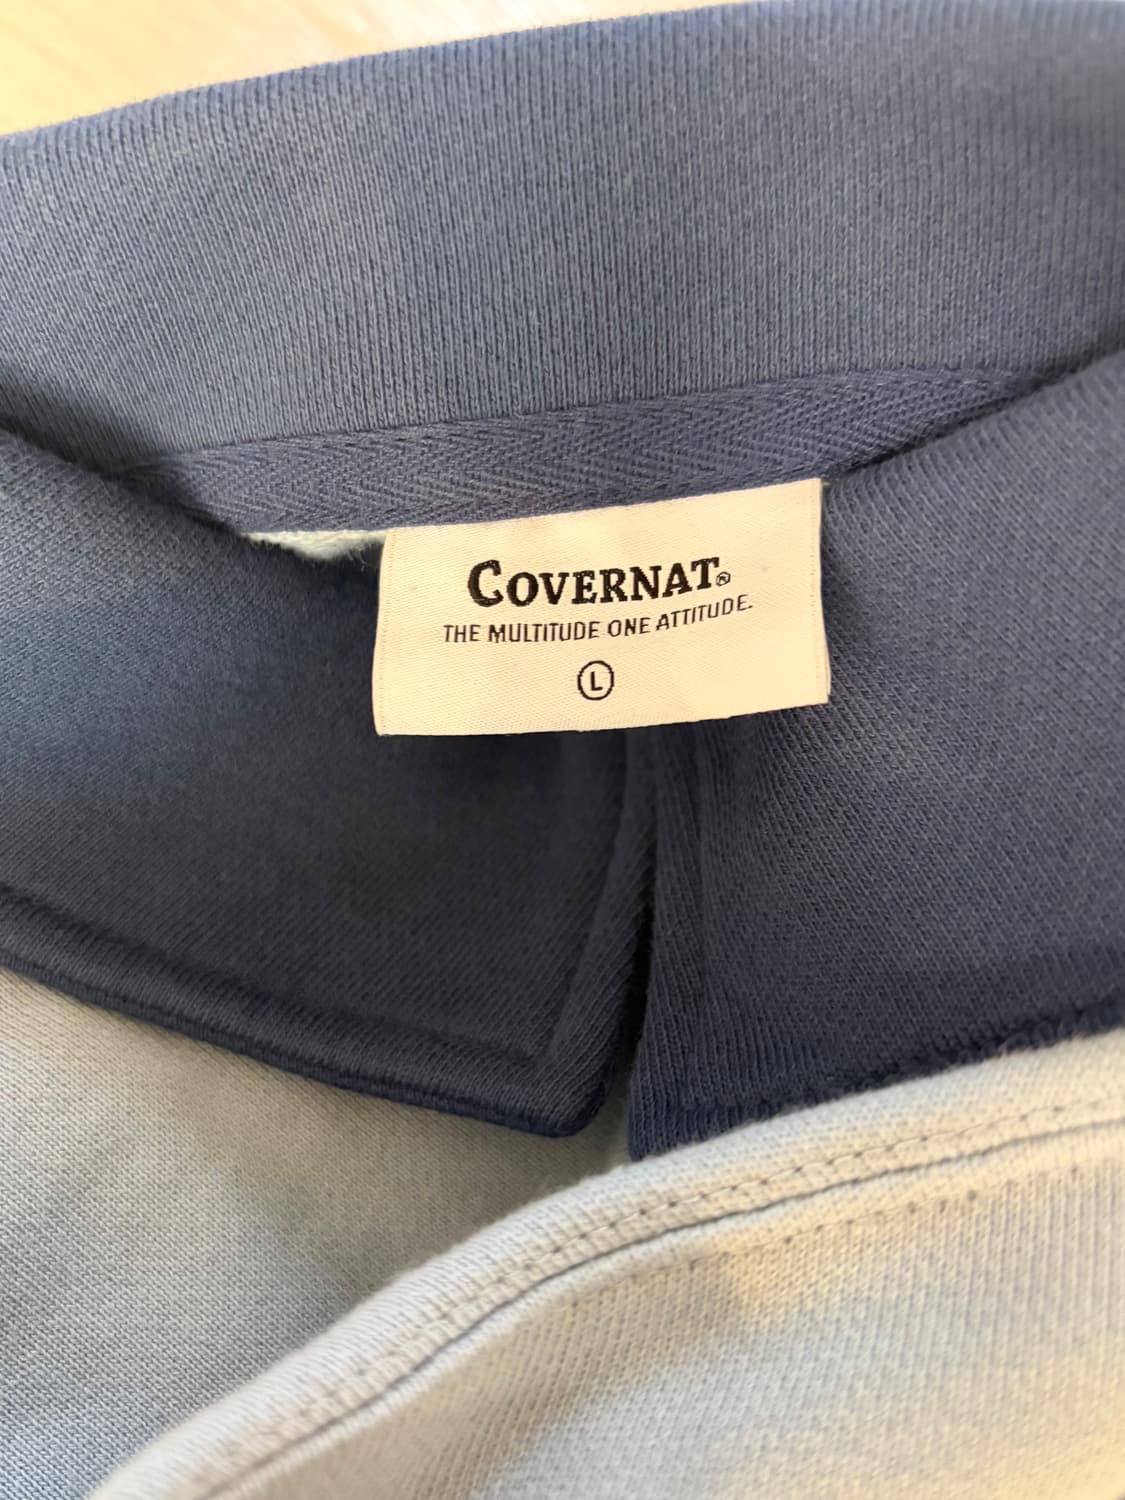 COVERNAT®
THE MULTITUDE ONE ATTITUDE.
L